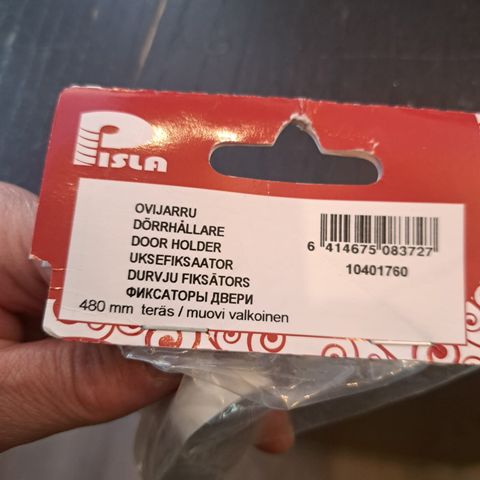 PISLA
OVIJARRU
DÖRRHÅLLARE
DOOR HOLDER
UKSEFIKSAATOR
DURVJU FIKSĀTORS
ФИКСАТОРЫ ДВЕРИ
480 mm teräs / muovi valkoinen
6 414675 083727
10401760